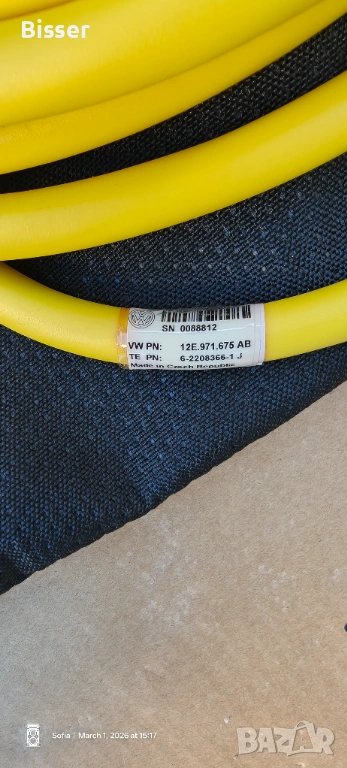 Bisser
SN 0088812
VW PN: 12E.971.675 AB
TE PN: 6-2208366-1 J
Made in Czech Republic
Sofia | March 1, 2026 at 15:17
BAZAR